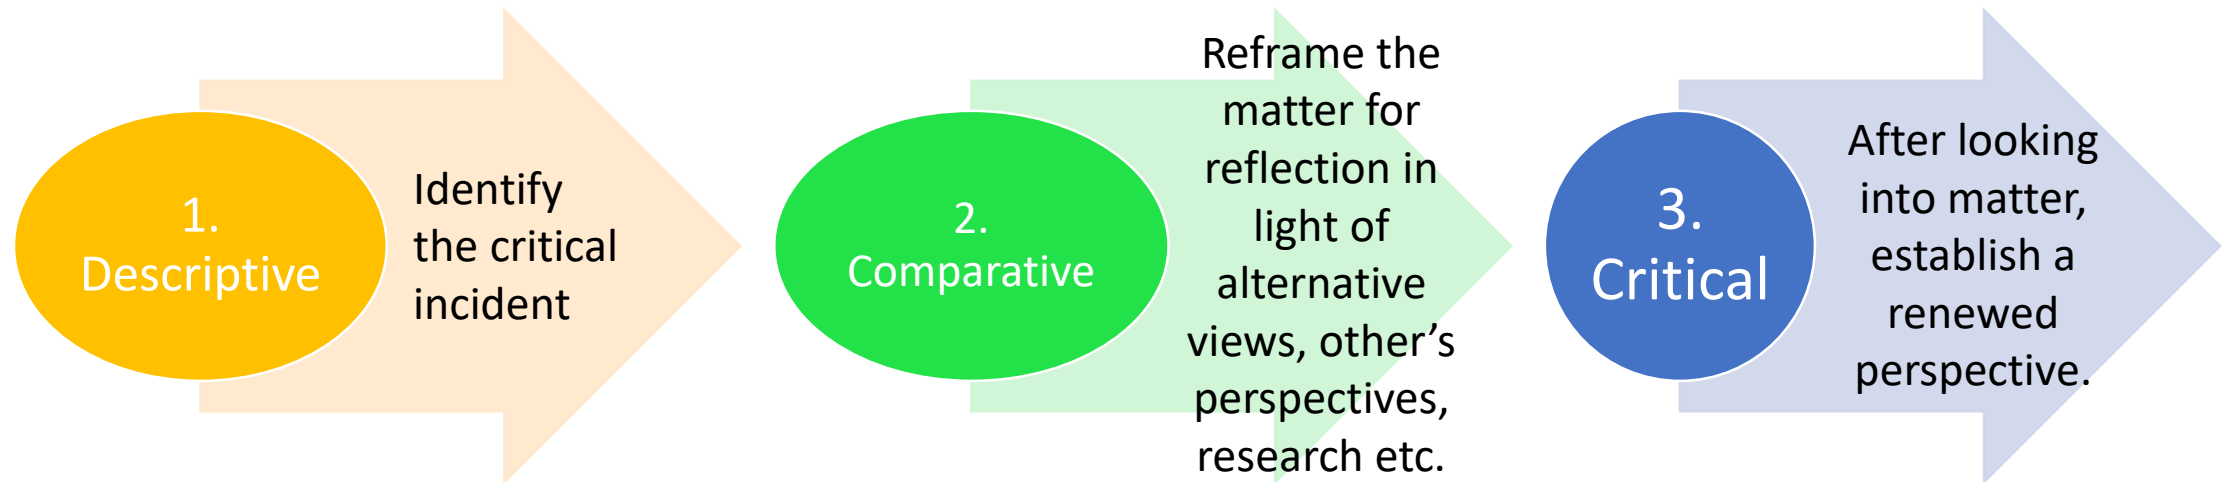 1.
Descriptive
Identify
the critical
incident
2.
Comparative
Reframe the
matter for
reflection in
light of
alternative
views, other’s
perspectives,
research etc.
3.
Critical
After looking
into matter,
establish a
renewed
perspective.